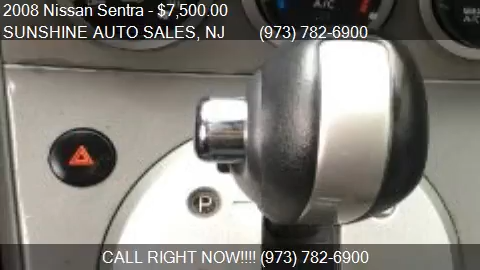 2008 Nissan Sentra - $7,500.00
SUNSHINE AUTO SALES, NJ (973) 782-6900
A/C
A/C
P
CALL RIGHT NOW!!!! (973) 782-6900